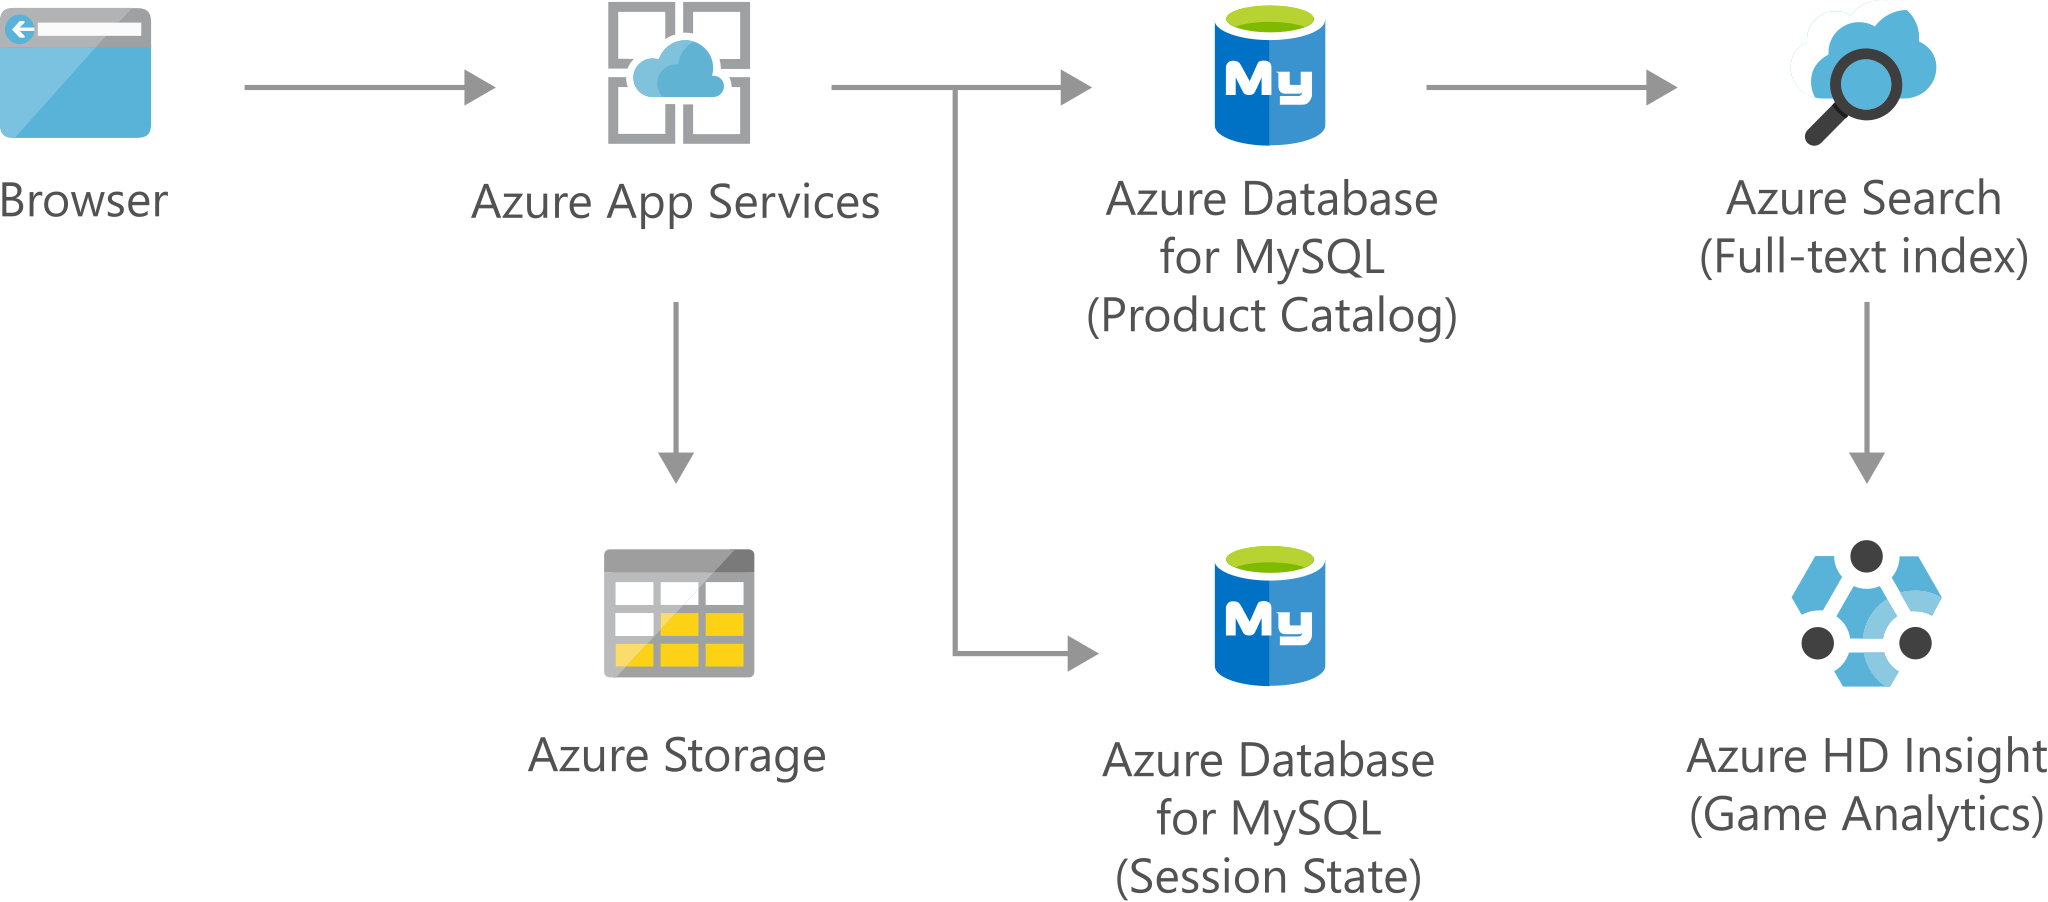 My
Browser
Azure App Services
Azure Database
for MySQL
(Product Catalog)
Azure Search
(Full-text index)
My
Azure Storage
Azure Database
for MySQL
(Session State)
Azure HD Insight
(Game Analytics)